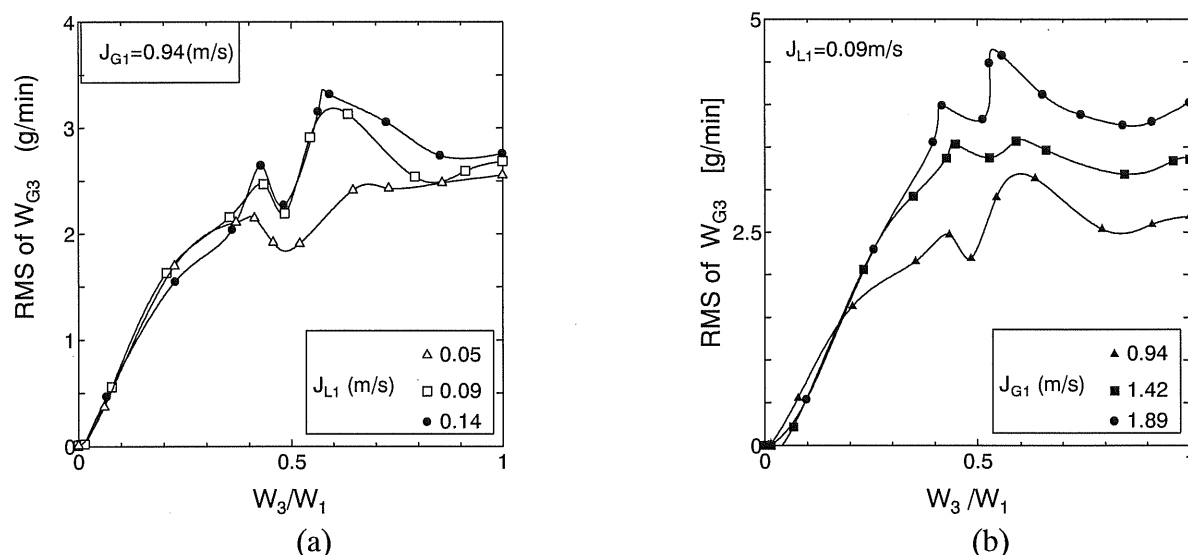 J_G1=0.94(m/s)
RMS of W_G3 (g/min)
4
3
2
1
0
0
0.5
1
J_L1 (m/s)
△ 0.05
□ 0.09
● 0.14
W_3/W_1
(a)
J_L1=0.09m/s
RMS of W_G3 [g/min]
5
2.5
0
0
0.5
1
J_G1 (m/s)
▲ 0.94
■ 1.42
● 1.89
W_3/W_1
(b)